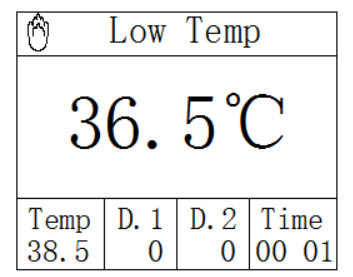 Low Temp
36.5℃
Temp D.1 D.2 Time
38.5 0 0 00 01